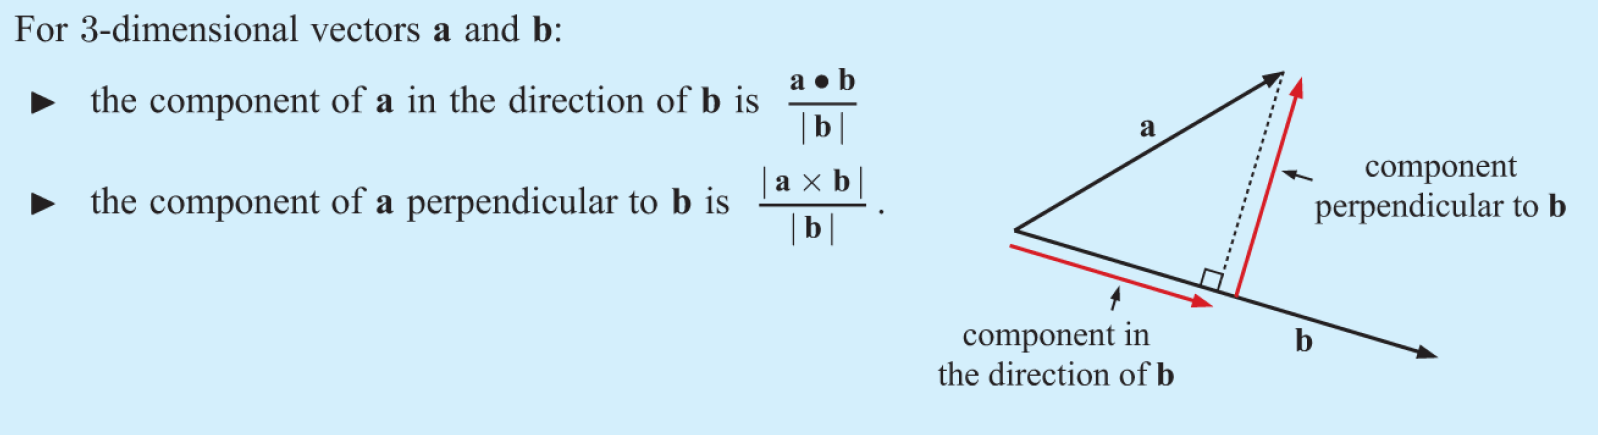 For 3-dimensional vectors a and b:
► the component of a in the direction of b is a • b / |b|
► the component of a perpendicular to b is |a × b| / |b| .
a
component
perpendicular to b
component in
the direction of b
b